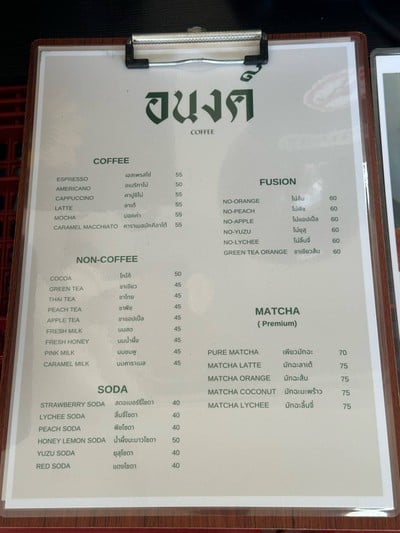 อนงค์
COFFEE
COFFEE
ESPRESSO เอสเพรสโซ่ 55
AMERICANO อเมริกาโน่ 55
CAPPUCCONO คาปูชิโน่ 55
LATTE ลาเต้ 55
MOCHA มอคค่า 55
CARAMEL MACCHIATO คาราเมลมัคคิอาโต้ 55
NON-COFFEE
COCOA โกโก้ 50
GREEN TEA ชาเขียว 45
THAI TEA ชาไทย 45
PEACH TEA ชาพีช 45
APPLE TEA ชาแอปเปิ้ล 45
FRESH MILK นมสด 45
FRESH HONEY นมน้ำผึ้ง 45
PINK MILK นมชมพู 45
CARAMEL MILK นมคาราเมล 45
SODA
STRAWBERRY SODA สตอเบอร์รี่โซดา 40
LYCHEE SODA ลิ้นจี่โซดา 40
PEACH SODA พีชโซดา 40
HONEY LEMON SODA น้ำผึ้งมะนาวโซดา 50
YUZU SODA ยูสุโซดา 40
RED SODA แดงโซดา 40
FUSION
NO-ORANGE โน่ส้ม 60
NO-PEACH โน่พีช 60
NO-APPLE โน่แอปเปิ้ล 60
NO-YUZU โน่ยูสุ 60
NO-LYCHEE โน่ลิ้นจี่ 60
GREEN TEA ORANGE ชาเขียวส้ม 60
MATCHA
( Premium)
PURE MATCHA เพียวมัทฉะ 70
MATCHA LATTE มัทฉะลาเต้ 75
MATCHA ORANGE มัทฉะส้ม 75
MATCHA COCONUT มัทฉะมะพร้าว 75
MATCHA LYCHEE มัทฉะลิ้นจี่ 75